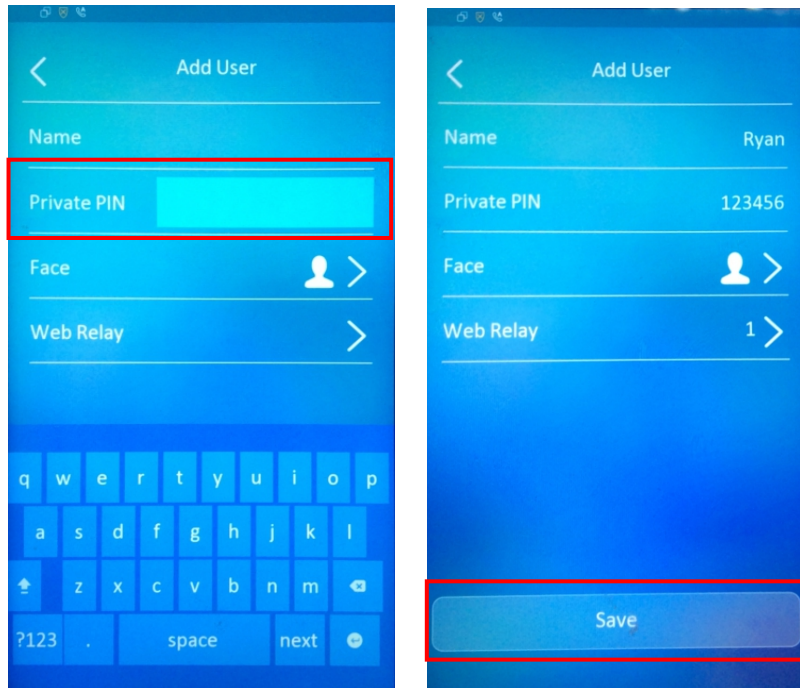 Add User
Name
Private PIN
Face
Web Relay
q w e r t y u i o p
a s d f g h j k l
z x c v b n m
?123 . space next
Add User
Name Ryan
Private PIN 123456
Face
Web Relay 1
Save